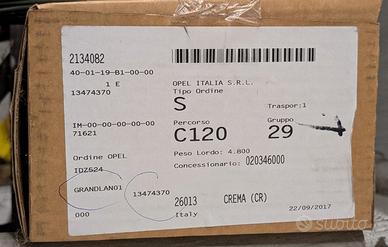 2134082
40-01-19-B1-00-00
1 E
13474370
OPEL ITALIA S.R.L.
Tipo Ordine
S
Traspor:1
IM-00-00-00-00-00
71621
Percorso
C120
Gruppo
29
Peso Lordo: 4.800
Concessionario: 020346000
Ordine OPEL
IDZ524
GRANDLAN01
13474370
000
26013
CREMA (CR)
Italy
22/09/2017
subito